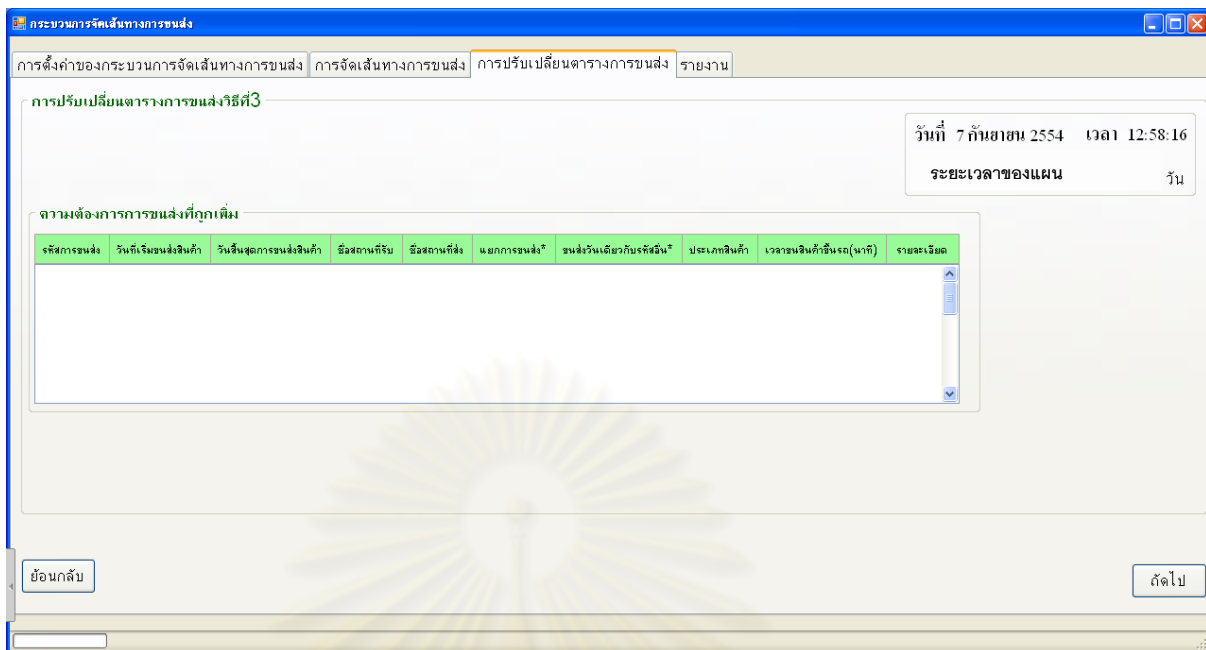 กระบวนการจัดเส้นทางการขนส่ง
การตั้งค่าของกระบวนการจัดเส้นทางการขนส่ง การจัดเส้นทางการขนส่ง การปรับเปลี่ยนตารางการขนส่ง รายงาน
การปรับเปลี่ยนตารางการขนส่งวิธีที่3
วันที่ 7 กันยายน 2554 เวลา 12:58:16
ระยะเวลาของแผน วัน
ความต้องการการขนส่งที่ถูกเพิ่ม
รหัสการขนส่ง วันที่เริ่มขนส่งสินค้า วันสิ้นสุดการขนส่งสินค้า ชื่อสถานที่รับ ชื่อสถานที่ส่ง แยกการขนส่ง* ขนส่งวันเดียวกับรหัสอื่น* ประเภทสินค้า เวลาขนสินค้าขึ้นรถ(นาที) รายละเอียด
ย้อนกลับ ถัดไป